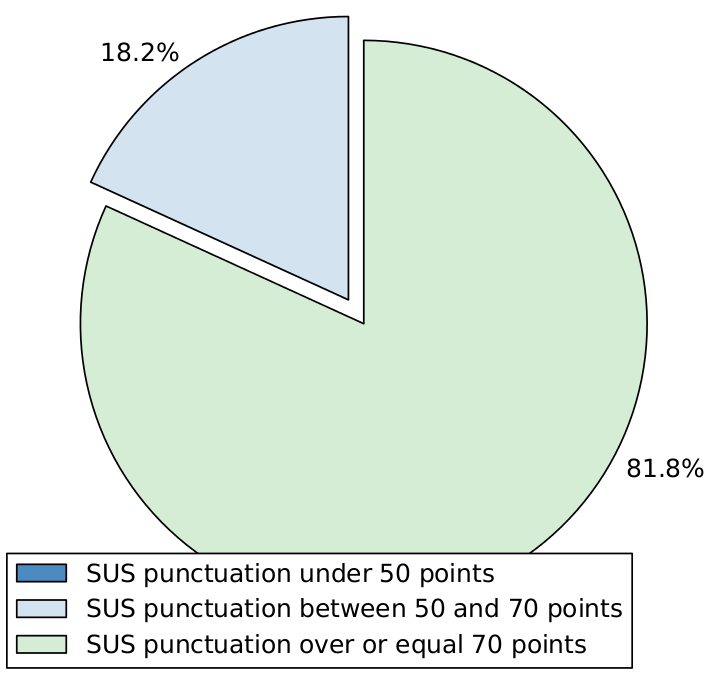 18.2%
81.8%
SUS punctuation under 50 points
SUS punctuation between 50 and 70 points
SUS punctuation over or equal 70 points